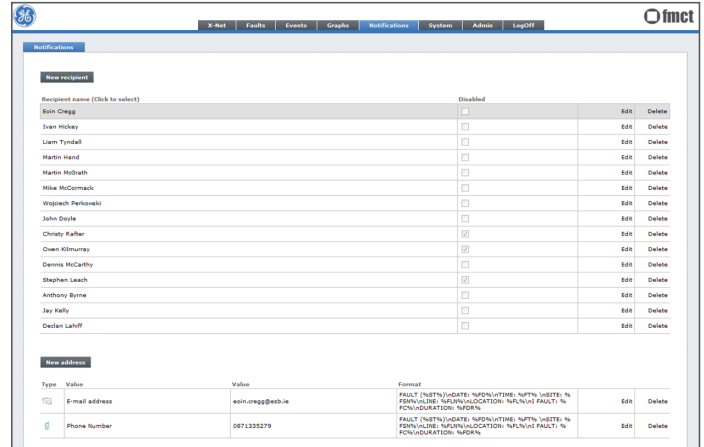 fmct
X-Net Faults Events Graphs Notifications System Admin LogOff
Notifications
New recipient
Recipient name (Click to select) Disabled
Eoin Cregg Edit Delete
Ivan Hickey Edit Delete
Liam Tyndall Edit Delete
Martin Hand Edit Delete
Martin McGrath Edit Delete
Mike McCormack Edit Delete
Wojciech Perkowski Edit Delete
John Doyle Edit Delete
Christy Rafter Edit Delete
Owen Kilmurray Edit Delete
Dennis McCarthy Edit Delete
Stephen Leach Edit Delete
Anthony Byrne Edit Delete
Jay Kelly Edit Delete
Declan Lahiff Edit Delete
New address
Type Value Value Format
FAULT (%ST%)\nDATE: %FD%\nTIME: %FT% \nSITE: %
E-mail address eoin.cregg@esb.ie FSN%\nLINE: %FLN%\nLOCATION: %FL%\nI FAULT: % Edit Delete
FC%\nDURATION: %FDR%
FAULT (%ST%)\nDATE: %FD%\nTIME: %FT% \nSITE: %
Phone Number 0871335279 FSN%\nLINE: %FLN%\nLOCATION: %FL%\nI FAULT: % Edit Delete
FC%\nDURATION: %FDR%